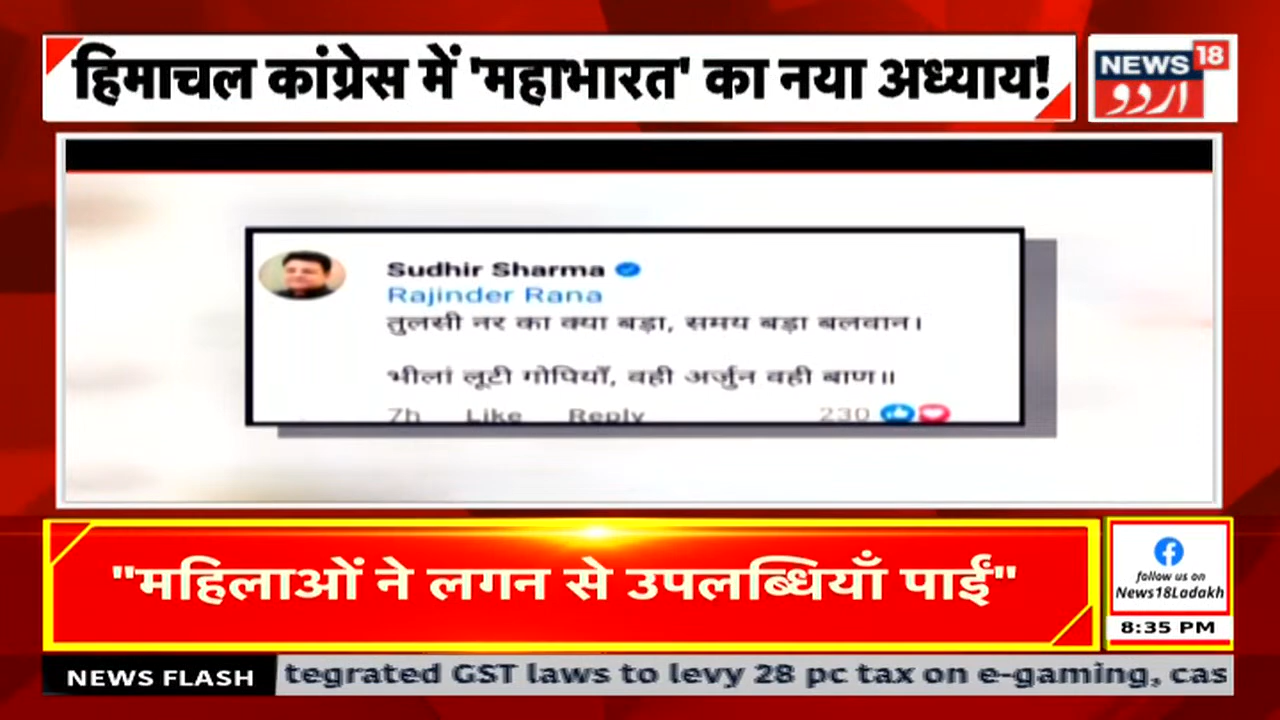 हिमाचल कांग्रेस में 'महाभारत' का नया अध्याय!
NEWS 18
اردو
Sudhir Sharma
Rajinder Rana
तुलसी नर का क्या बड़ा, समय बड़ा बलवान।
भीलां लूटी गोपियाँ, वही अर्जुन वही बाण॥
7h Like Reply 230
"महिलाओं ने लगन से उपलब्धियाँ पाईं"
follow us on
News18Ladakh
8:35 PM
NEWS FLASH tegrated GST laws to levy 28 pc tax on e-gaming, cas